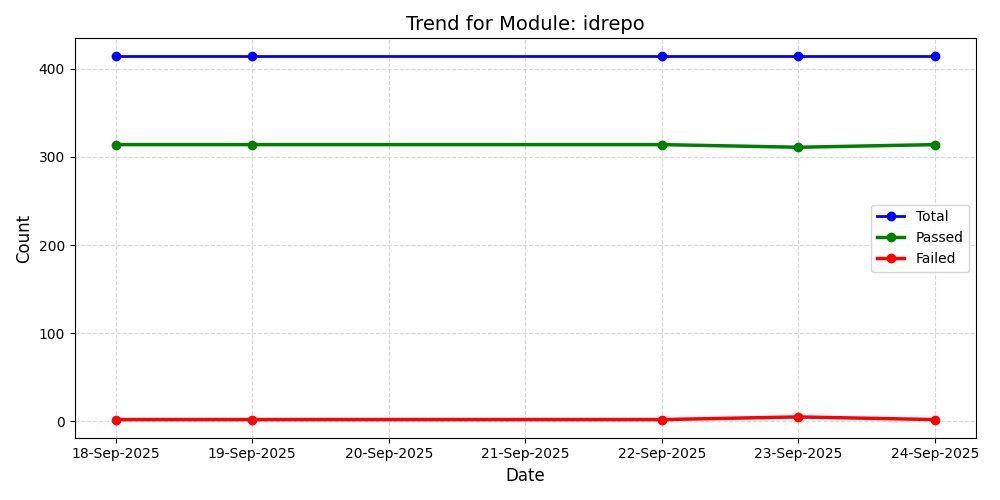 Trend for Module: idrepo
Count
400
300
200
100
0
Total
Passed
Failed
18-Sep-2025 19-Sep-2025 20-Sep-2025 21-Sep-2025 22-Sep-2025 23-Sep-2025 24-Sep-2025
Date